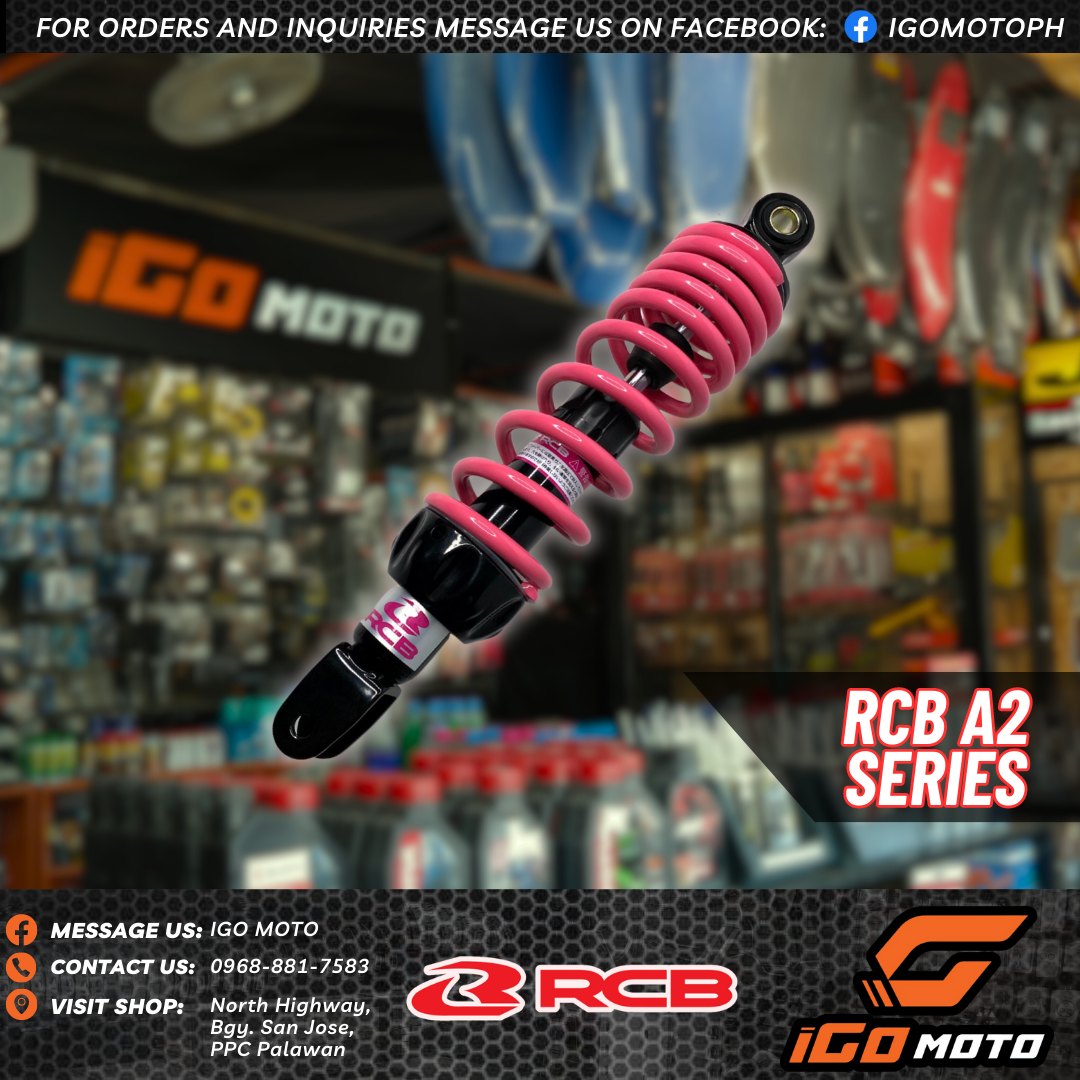 FOR ORDERS AND INQUIRIES MESSAGE US ON FACEBOOK: IGOMOTOPH
iGO MOTO
RCB
RCB
RCB A2
SERIES
MESSAGE US: IGO MOTO
CONTACT US: 0968-881-7583
VISIT SHOP: North Highway,
Bgy. San Jose,
PPC Palawan
RCB
iGO MOTO